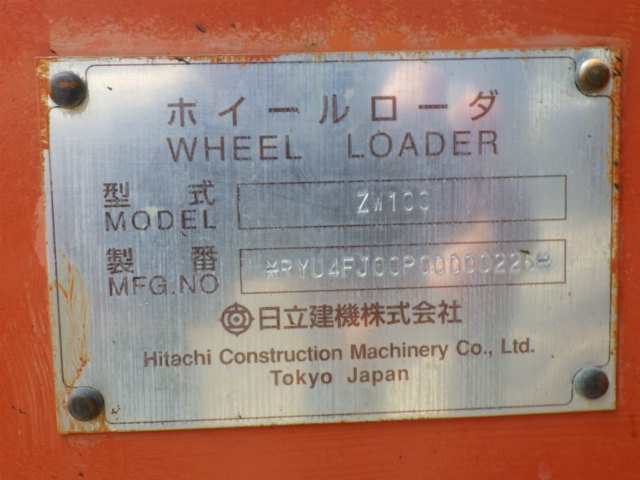 ホイールローダ
WHEEL LOADER
型式 ZW100
MODEL
製番
MFG.NO
日立建機株式会社
Hitachi Construction Machinery Co., Ltd.
Tokyo Japan